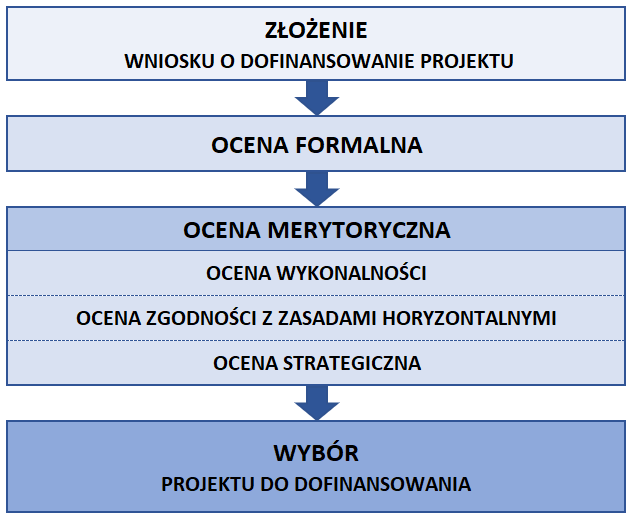 ZŁOŻENIE
WNIOSKU O DOFINANSOWANIE PROJEKTU
OCENA FORMALNA
OCENA MERYTORYCZNA
OCENA WYKONALNOŚCI
OCENA ZGODNOŚCI Z ZASADAMI HORYZONTALNYMI
OCENA STRATEGICZNA
WYBÓR
PROJEKTU DO DOFINANSOWANIA